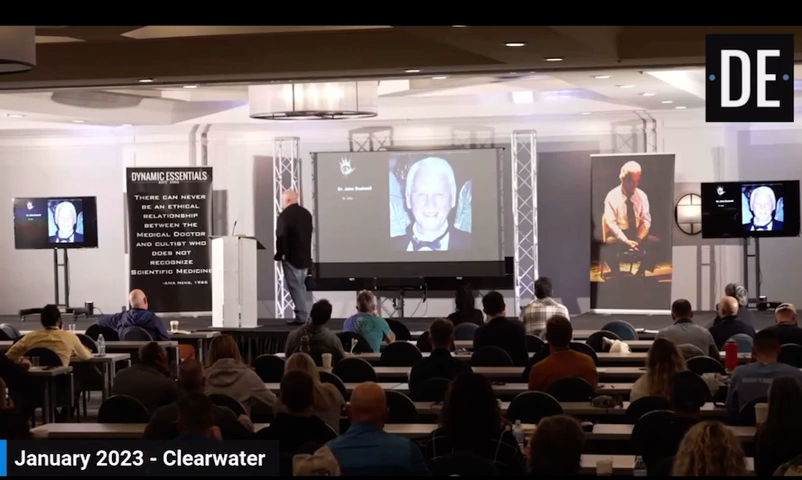 DE
DYNAMIC ESSENTIALS
THERE CAN NEVER
BE AN ETHICAL
RELATIONSHIP
BETWEEN THE
MEDICAL DOCTOR
AND CULTIST WHO
DOES NOT
RECOGNIZE
SCIENTIFIC MEDICINE
January 2023 - Clearwater